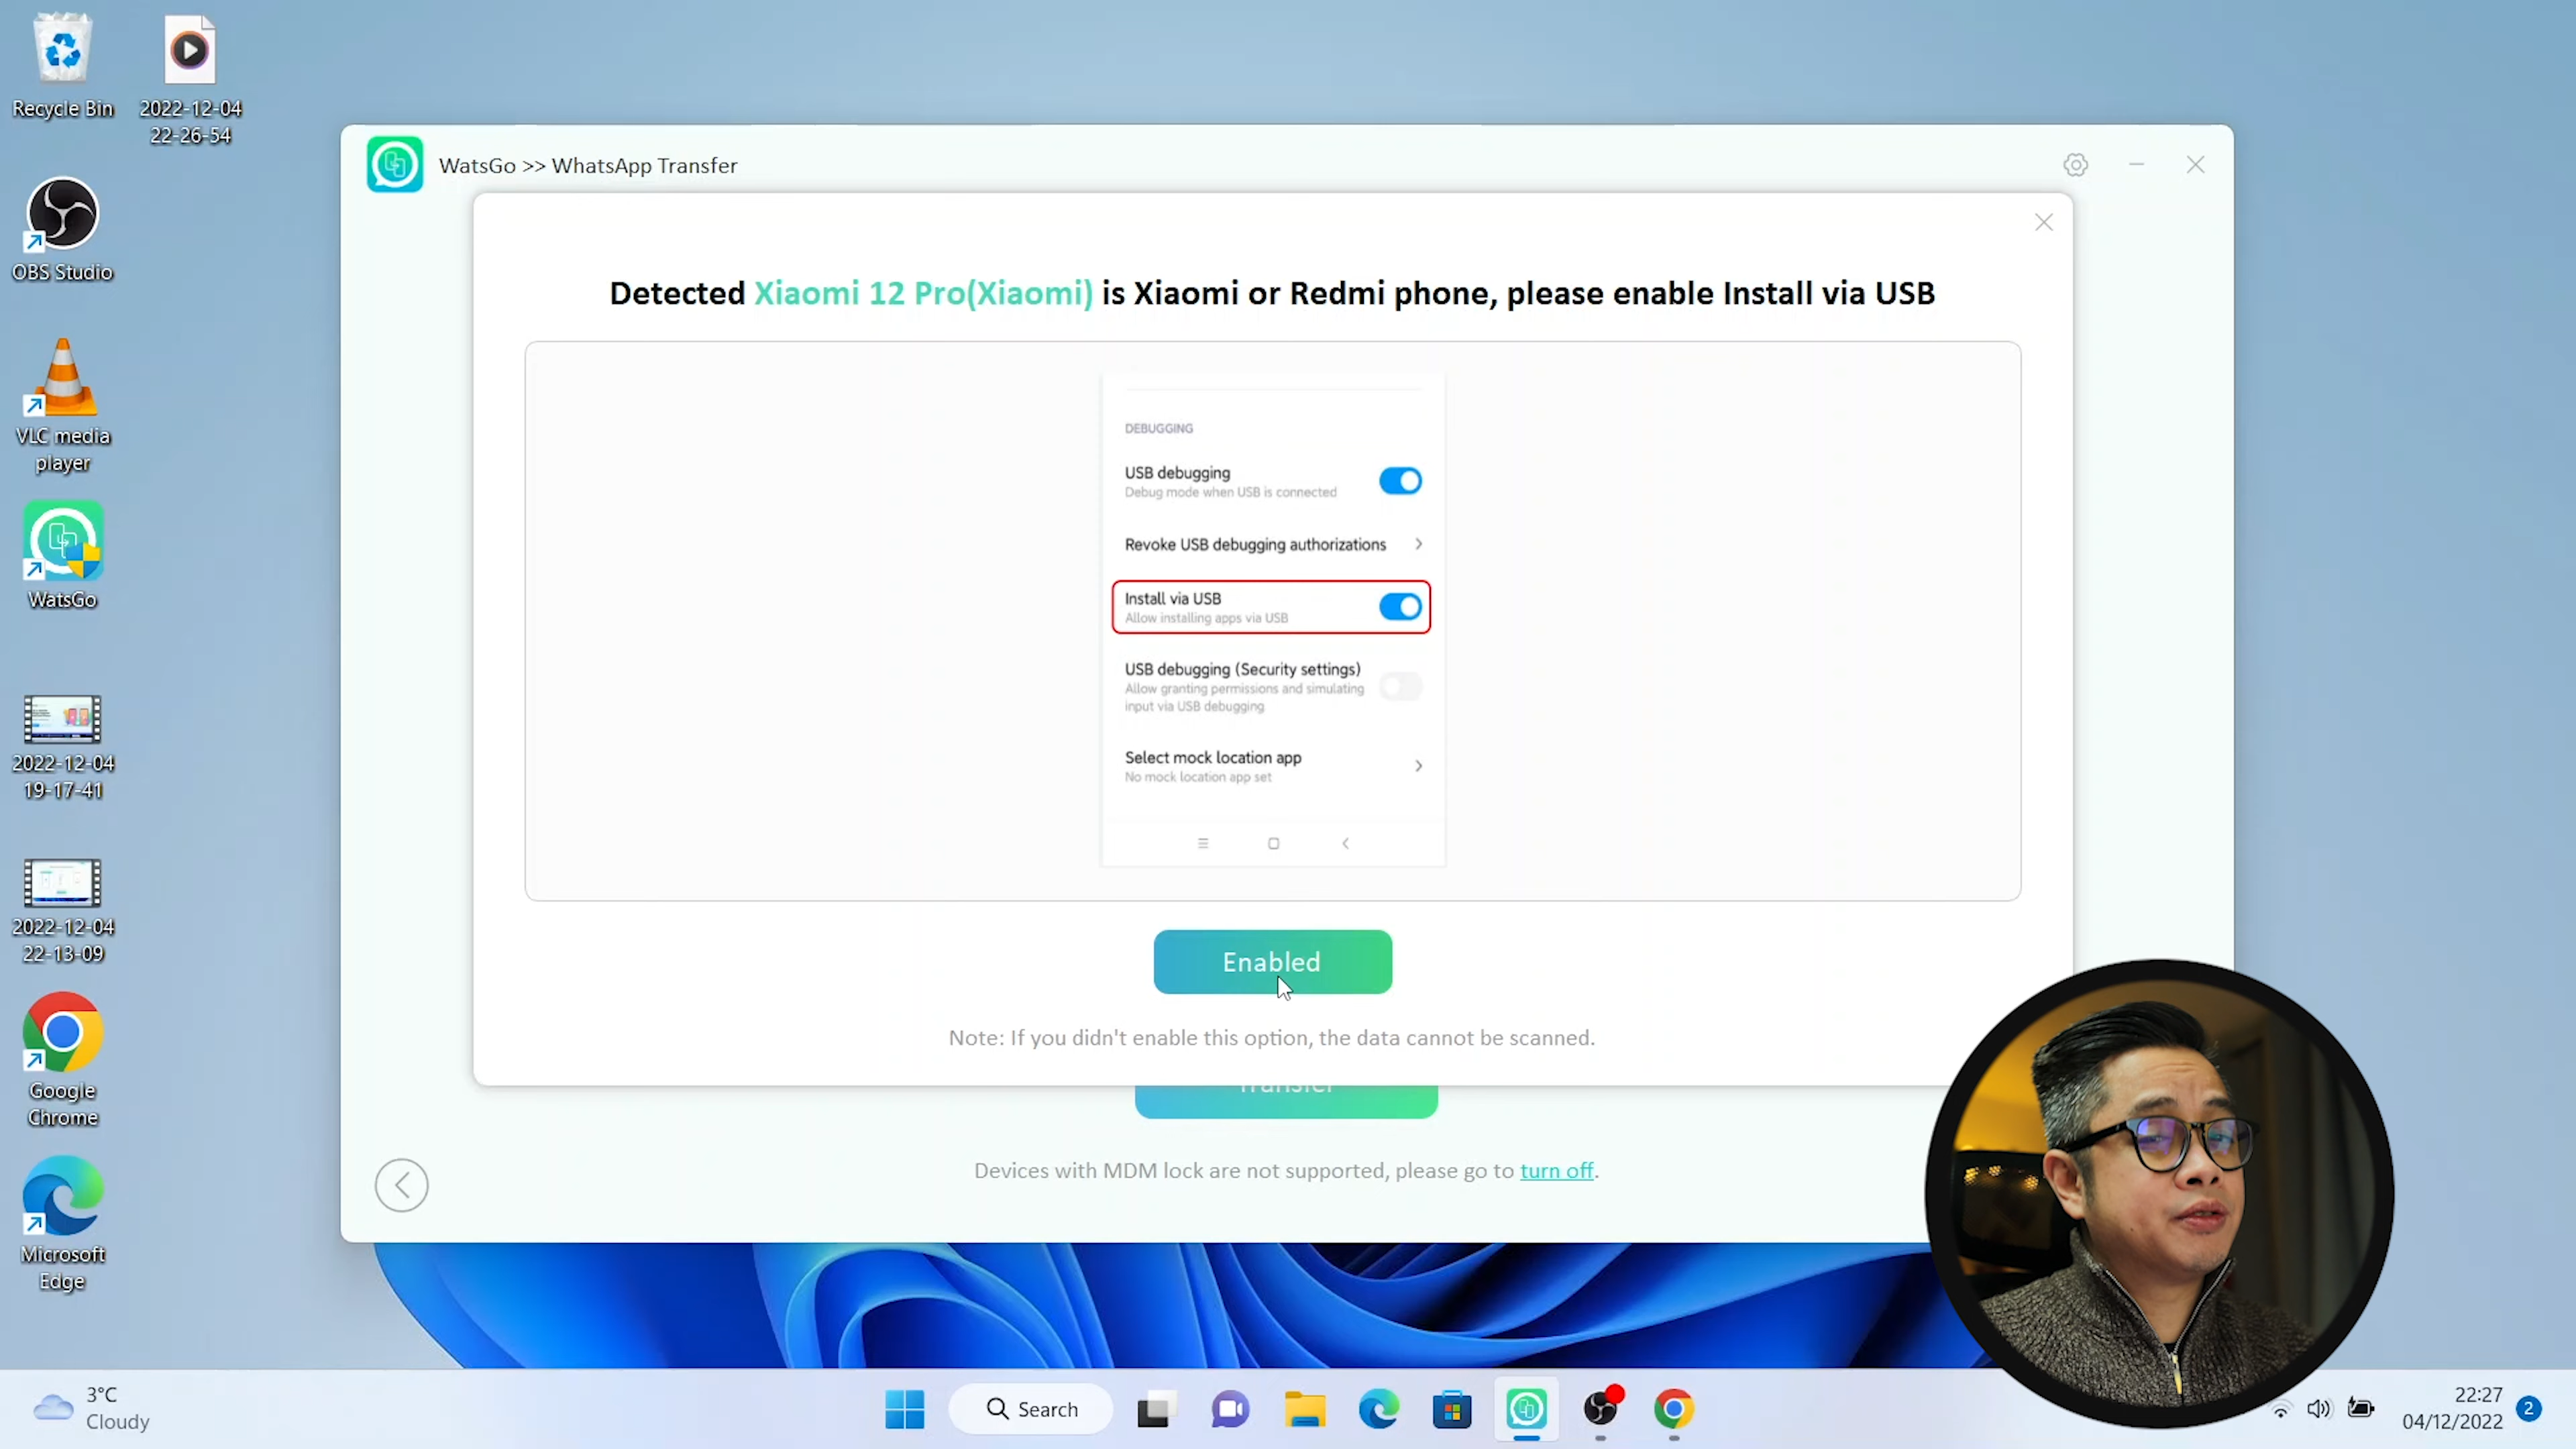 Recycle Bin
2022-12-04
22-26-54
OBS Studio
VLC media
player
WatsGo
2022-12-04
19-17-41
2022-12-04
22-13-09
Google
Chrome
Microsoft
Edge
WatsGo >> WhatsApp Transfer
Detected Xiaomi 12 Pro(Xiaomi) is Xiaomi or Redmi phone, please enable Install via USB
DEBUGGING
USB debugging
Debug mode when USB is connected
Revoke USB debugging authorizations
Install via USB
Allow installing apps via USB
USB debugging (Security settings)
Allow granting permissions and simulating
input via USB debugging
Select mock location app
No mock location app set
Enabled
Note: If you didn't enable this option, the data cannot be scanned.
Transfer
Devices with MDM lock are not supported, please go to turn off.
3°C
Cloudy
Search
22:27
04/12/2022
2